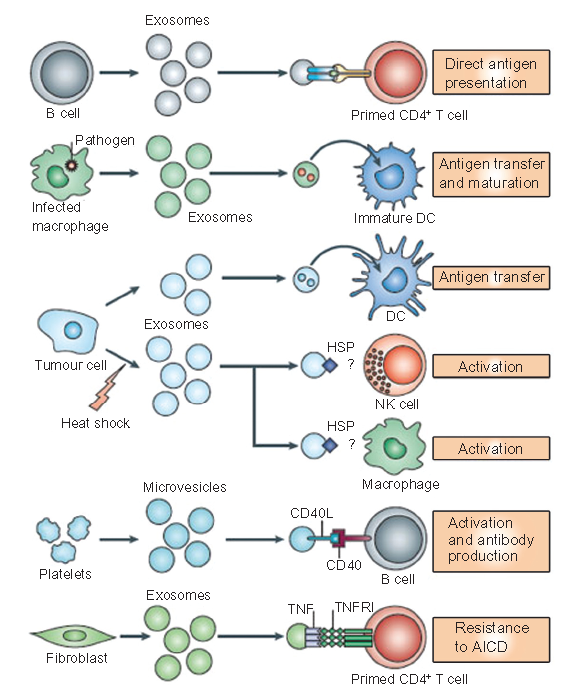 Exosomes
B cell
Primed CD4+ T cell
Direct antigen
presentation
Pathogen
Infected
macrophage
Exosomes
Immature DC
Antigen transfer
and maturation
Tumour cell
Heat shock
Exosomes
DC
Antigen transfer
HSP
?
NK cell
Activation
HSP
?
Macrophage
Activation
Platelets
Microvesicles
CD40L
CD40
B cell
Activation
and antibody
production
Fibroblast
Exosomes
TNF
TNFRI
Primed CD4+ T cell
Resistance
to AICD